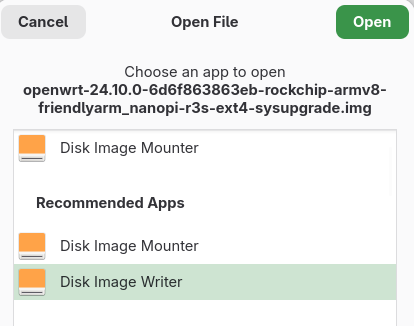 Cancel
Open File
Open
Choose an app to open
openwrt-24.10.0-6d6f863863eb-rockchip-armv8-
friendlyarm_nanopi-r3s-ext4-sysupgrade.img
Disk Image Mounter
Recommended Apps
Disk Image Mounter
Disk Image Writer